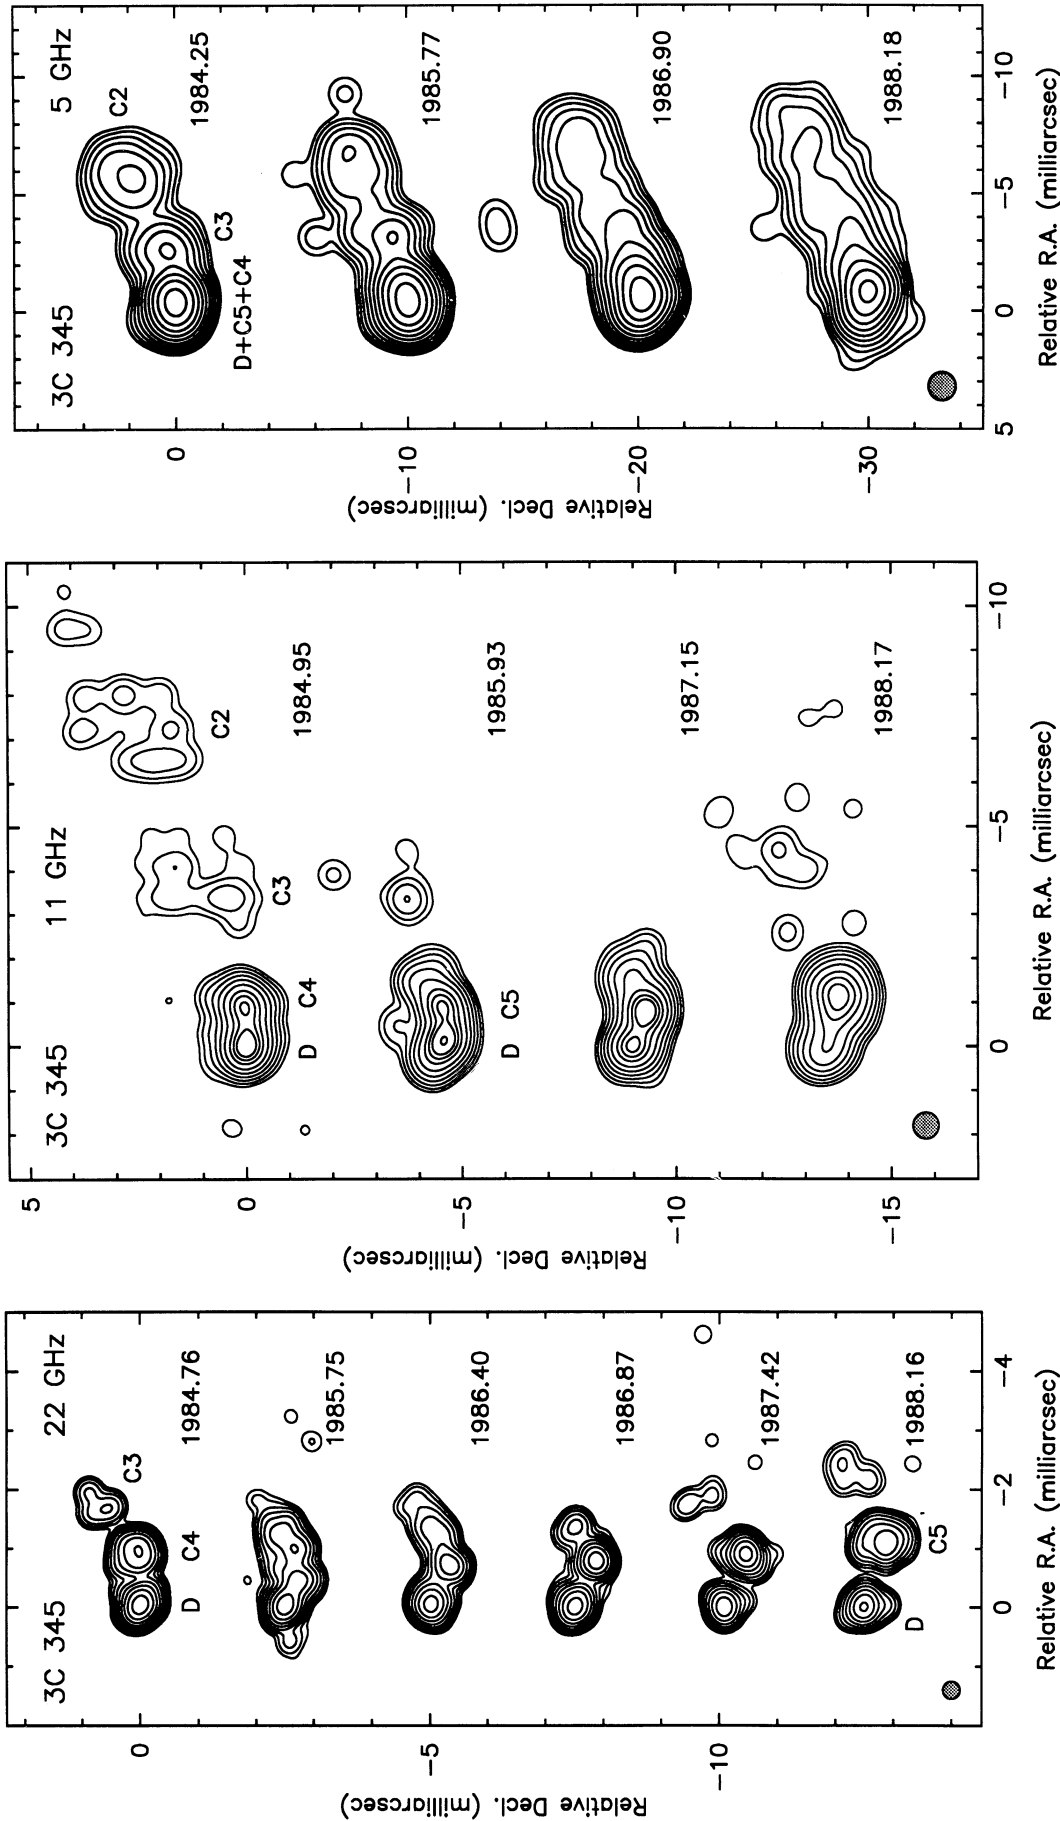 3C 345 22 GHz
C3
D C4
1984.76
1985.75
1986.40
1986.87
1987.42
1988.16
D C5
0
−5
−10
Relative Decl. (milliarcsec)
0 −2 −4
Relative R.A. (milliarcsec)
3C 345 11 GHz
D C4 C3 C2
1984.95
1985.93
D C5
1987.15
1988.17
5
0
−5
−10
−15
Relative Decl. (milliarcsec)
0 −5 −10
Relative R.A. (milliarcsec)
3C 345 5 GHz
C2
1984.25
D+C5+C4 C3
1985.77
1986.90
1988.18
0
−10
−20
−30
Relative Decl. (milliarcsec)
5 0 −5 −10
Relative R.A. (milliarcsec)